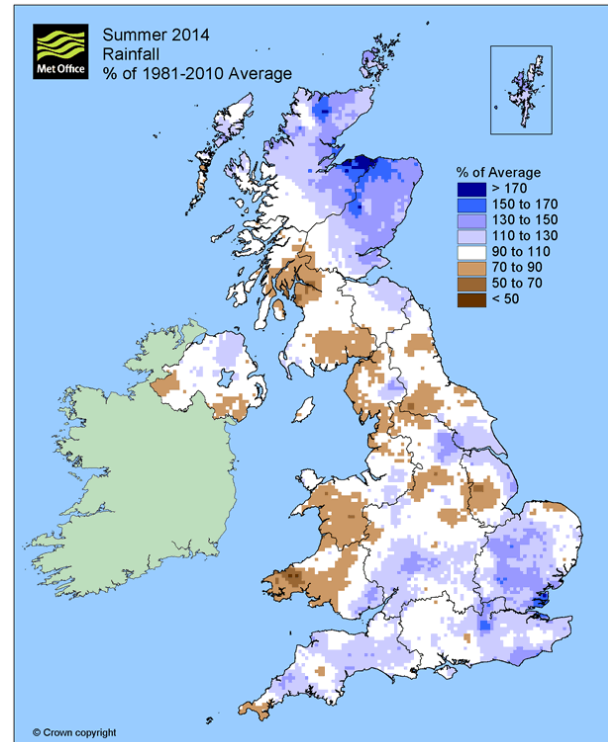 Met Office
Summer 2014
Rainfall
% of 1981-2010 Average
% of Average
> 170
150 to 170
130 to 150
110 to 130
90 to 110
70 to 90
50 to 70
< 50
© Crown copyright